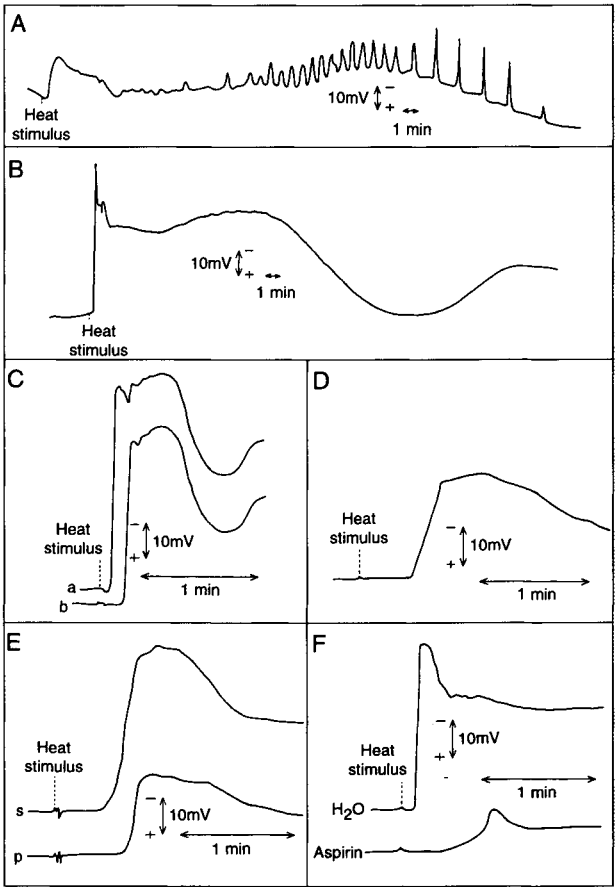 A
Heat
stimulus
10mV
−
+
1 min
B
Heat
stimulus
10mV
−
+
1 min
C
Heat
stimulus
a
b
−
+
10mV
1 min
D
Heat
stimulus
−
+
10mV
1 min
E
Heat
stimulus
s
p
−
+
10mV
1 min
F
Heat
stimulus
−
+
10mV
-
1 min
H2O
Aspirin